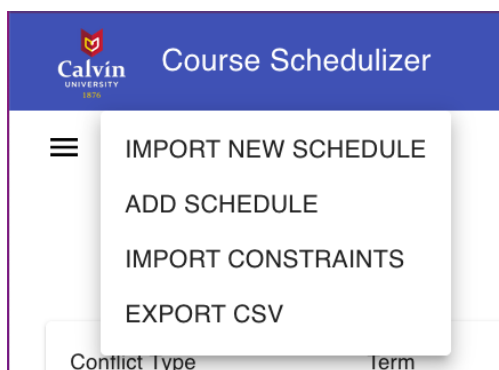 Calvin
UNIVERSITY
1876
Course Schedulizer
IMPORT NEW SCHEDULE
ADD SCHEDULE
IMPORT CONSTRAINTS
EXPORT CSV
Conflict Type Term